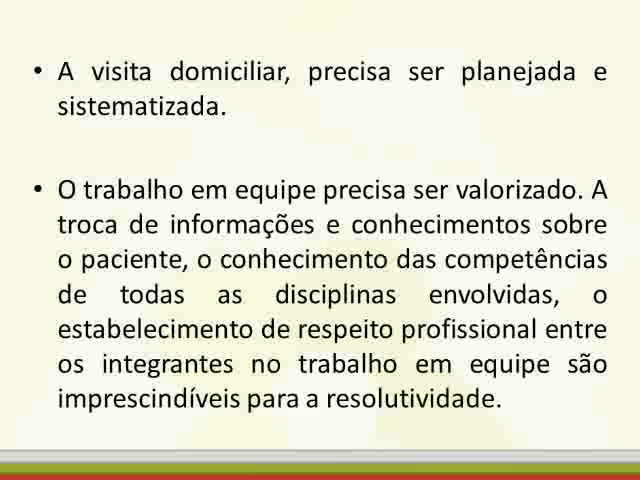 • A visita domiciliar, precisa ser planejada e
sistematizada.
• O trabalho em equipe precisa ser valorizado. A
troca de informações e conhecimentos sobre
o paciente, o conhecimento das competências
de todas as disciplinas envolvidas, o
estabelecimento de respeito profissional entre
os integrantes no trabalho em equipe são
imprescindíveis para a resolutividade.